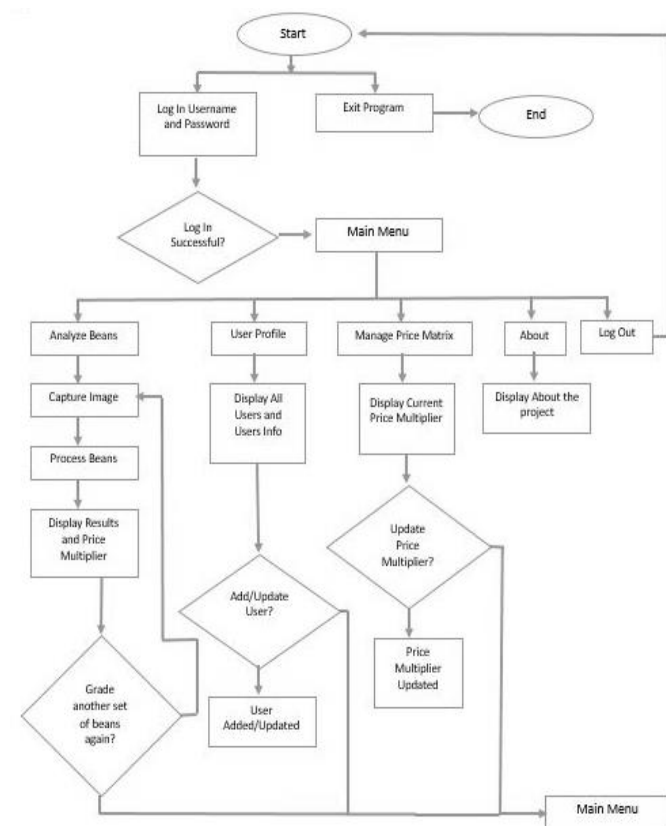 Start
Log In Username
and Password
Exit Program
End
Log In
Successful?
Main Menu
Analyze Beans
User Profile
Manage Price Matrix
About
Log Out
Capture Image
Display All
Users and
Users Info
Display Current
Price Multiplier
Display About the
project
Process Beans
Display Results
and Price
Multiplier
Update
Price
Multiplier?
Add/Update
User?
Grade
another set
of beans
again?
Price
Multiplier
Updated
User
Added/Updated
Main Menu